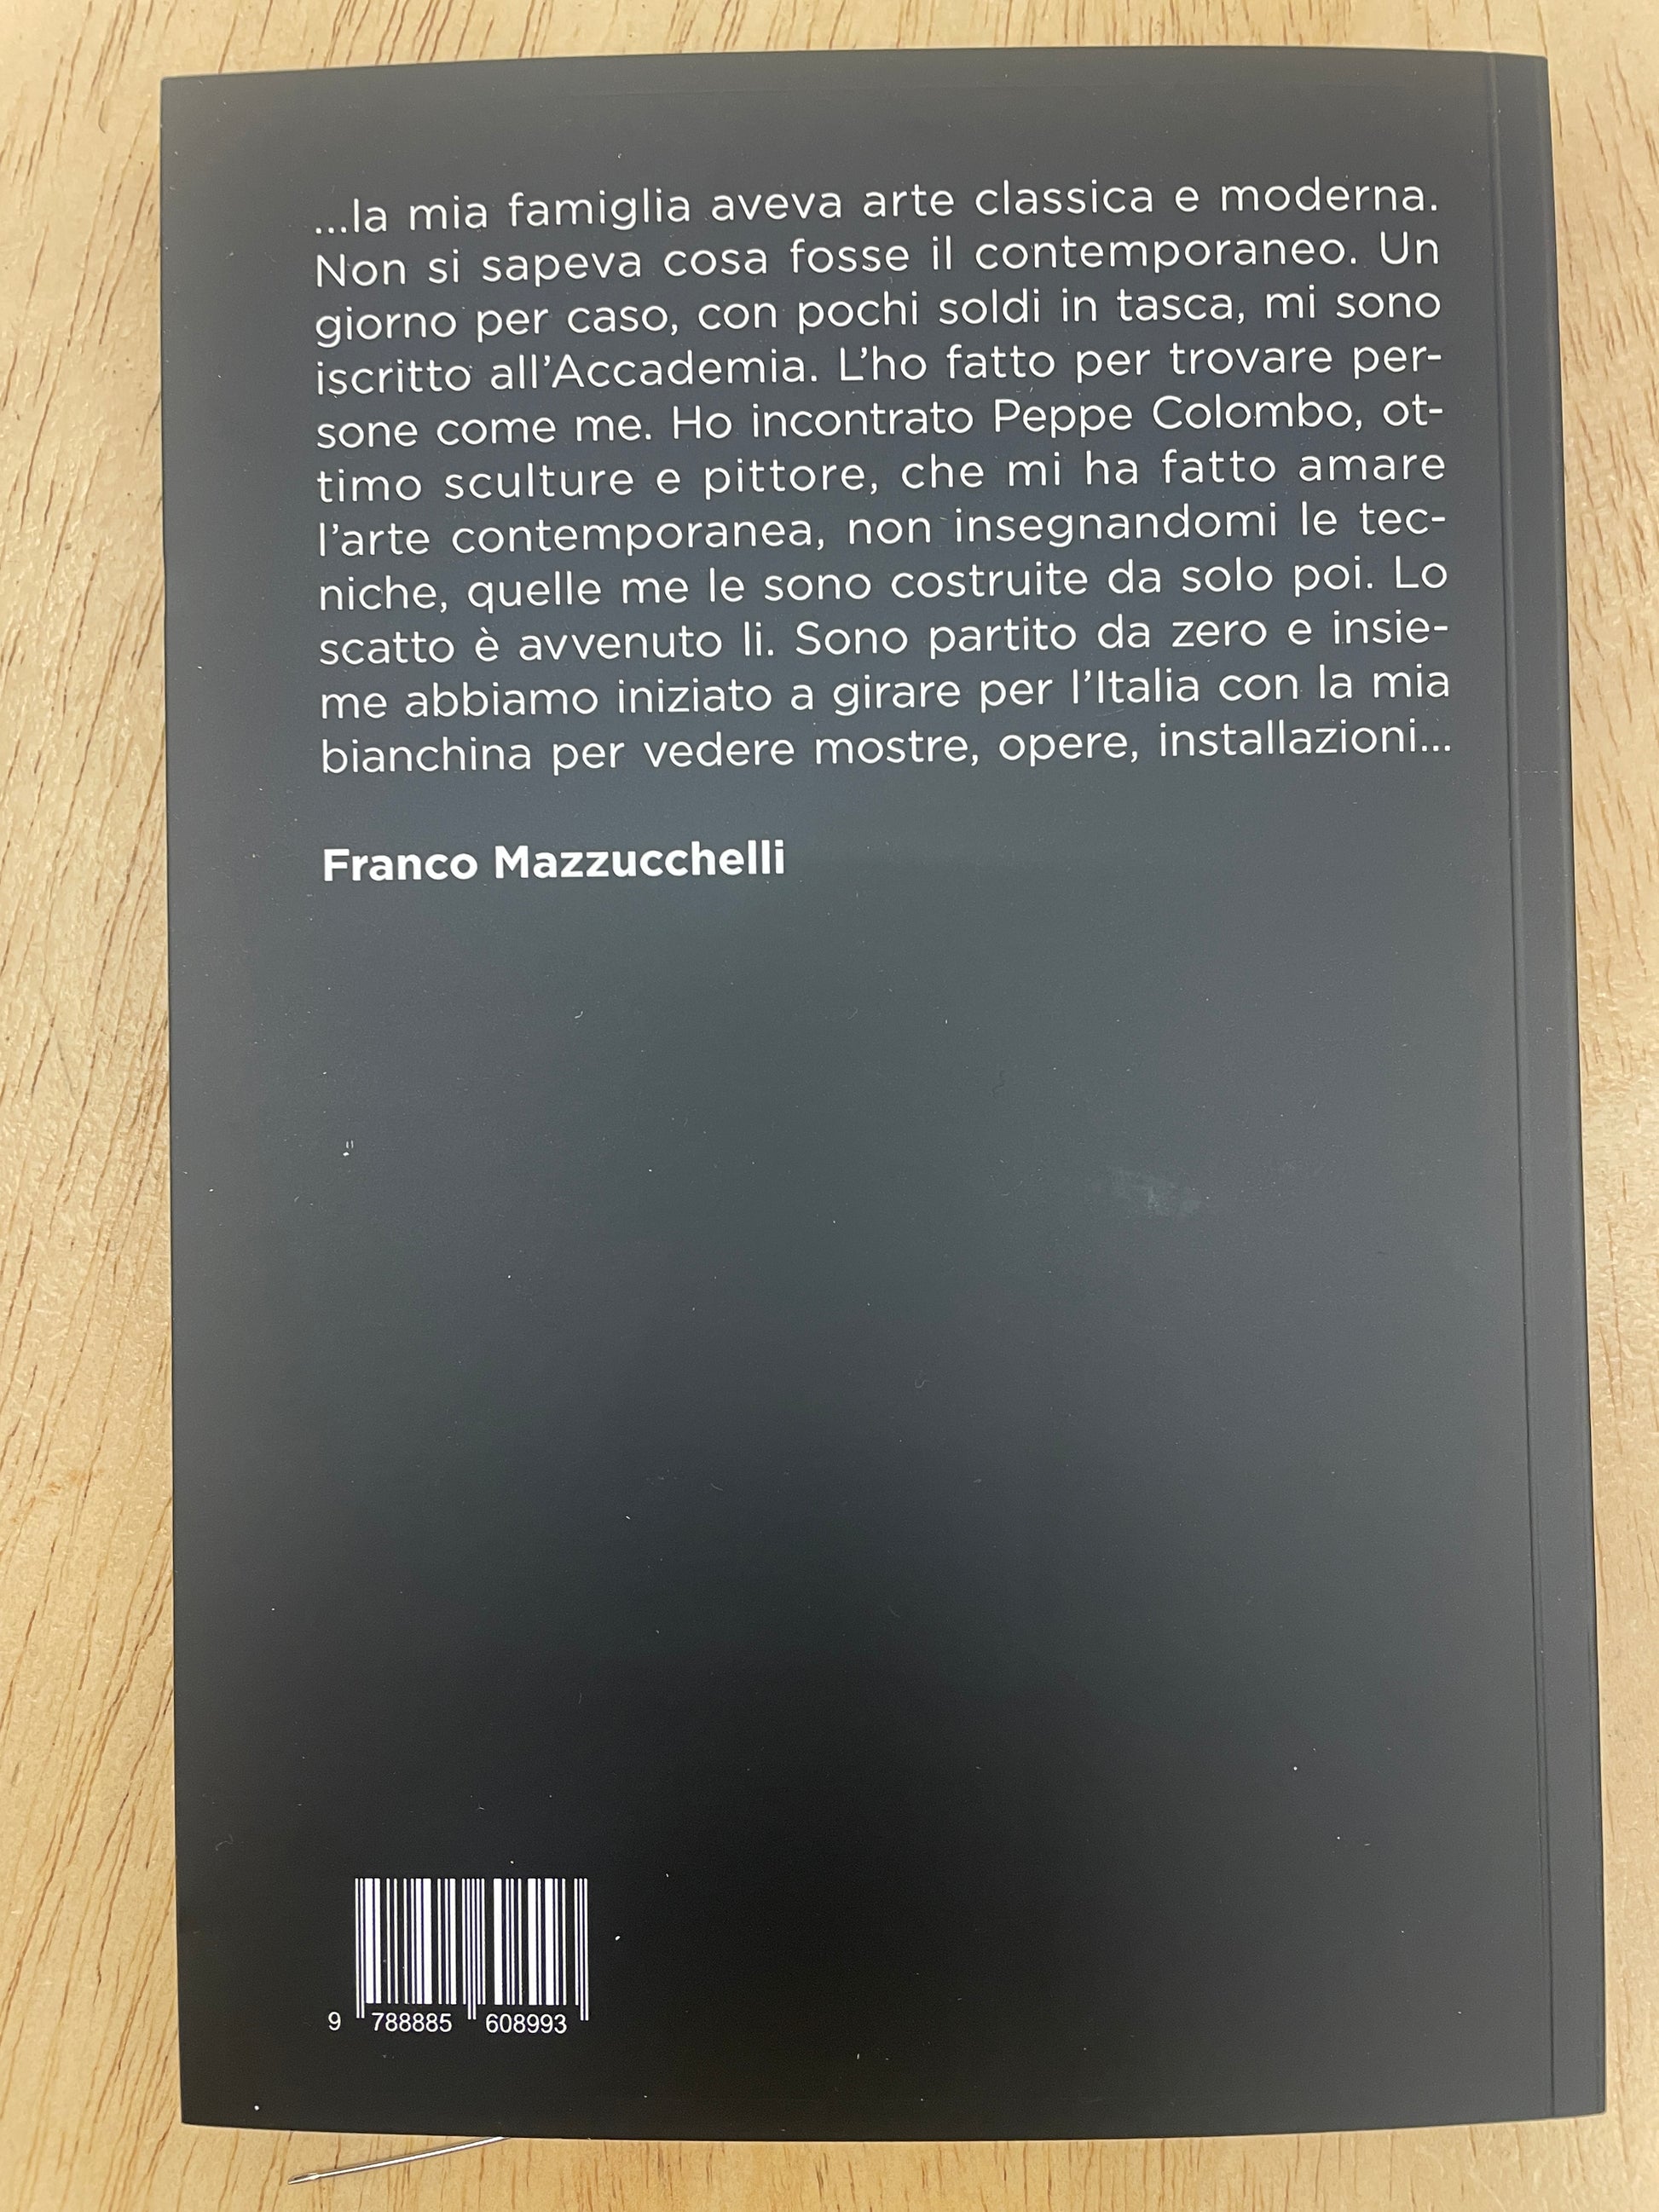 ...la mia famiglia aveva arte classica e moderna.
Non si sapeva cosa fosse il contemporaneo. Un
giorno per caso, con pochi soldi in tasca, mi sono
iscritto all’Accademia. L’ho fatto per trovare per-
sone come me. Ho incontrato Peppe Colombo, ot-
timo sculture e pittore, che mi ha fatto amare
l’arte contemporanea, non insegnandomi le tec-
niche, quelle me le sono costruite da solo poi. Lo
scatto è avvenuto li. Sono partito da zero e insie-
me abbiamo iniziato a girare per l’Italia con la mia
bianchina per vedere mostre, opere, installazioni...
Franco Mazzucchelli
9 788885 608993